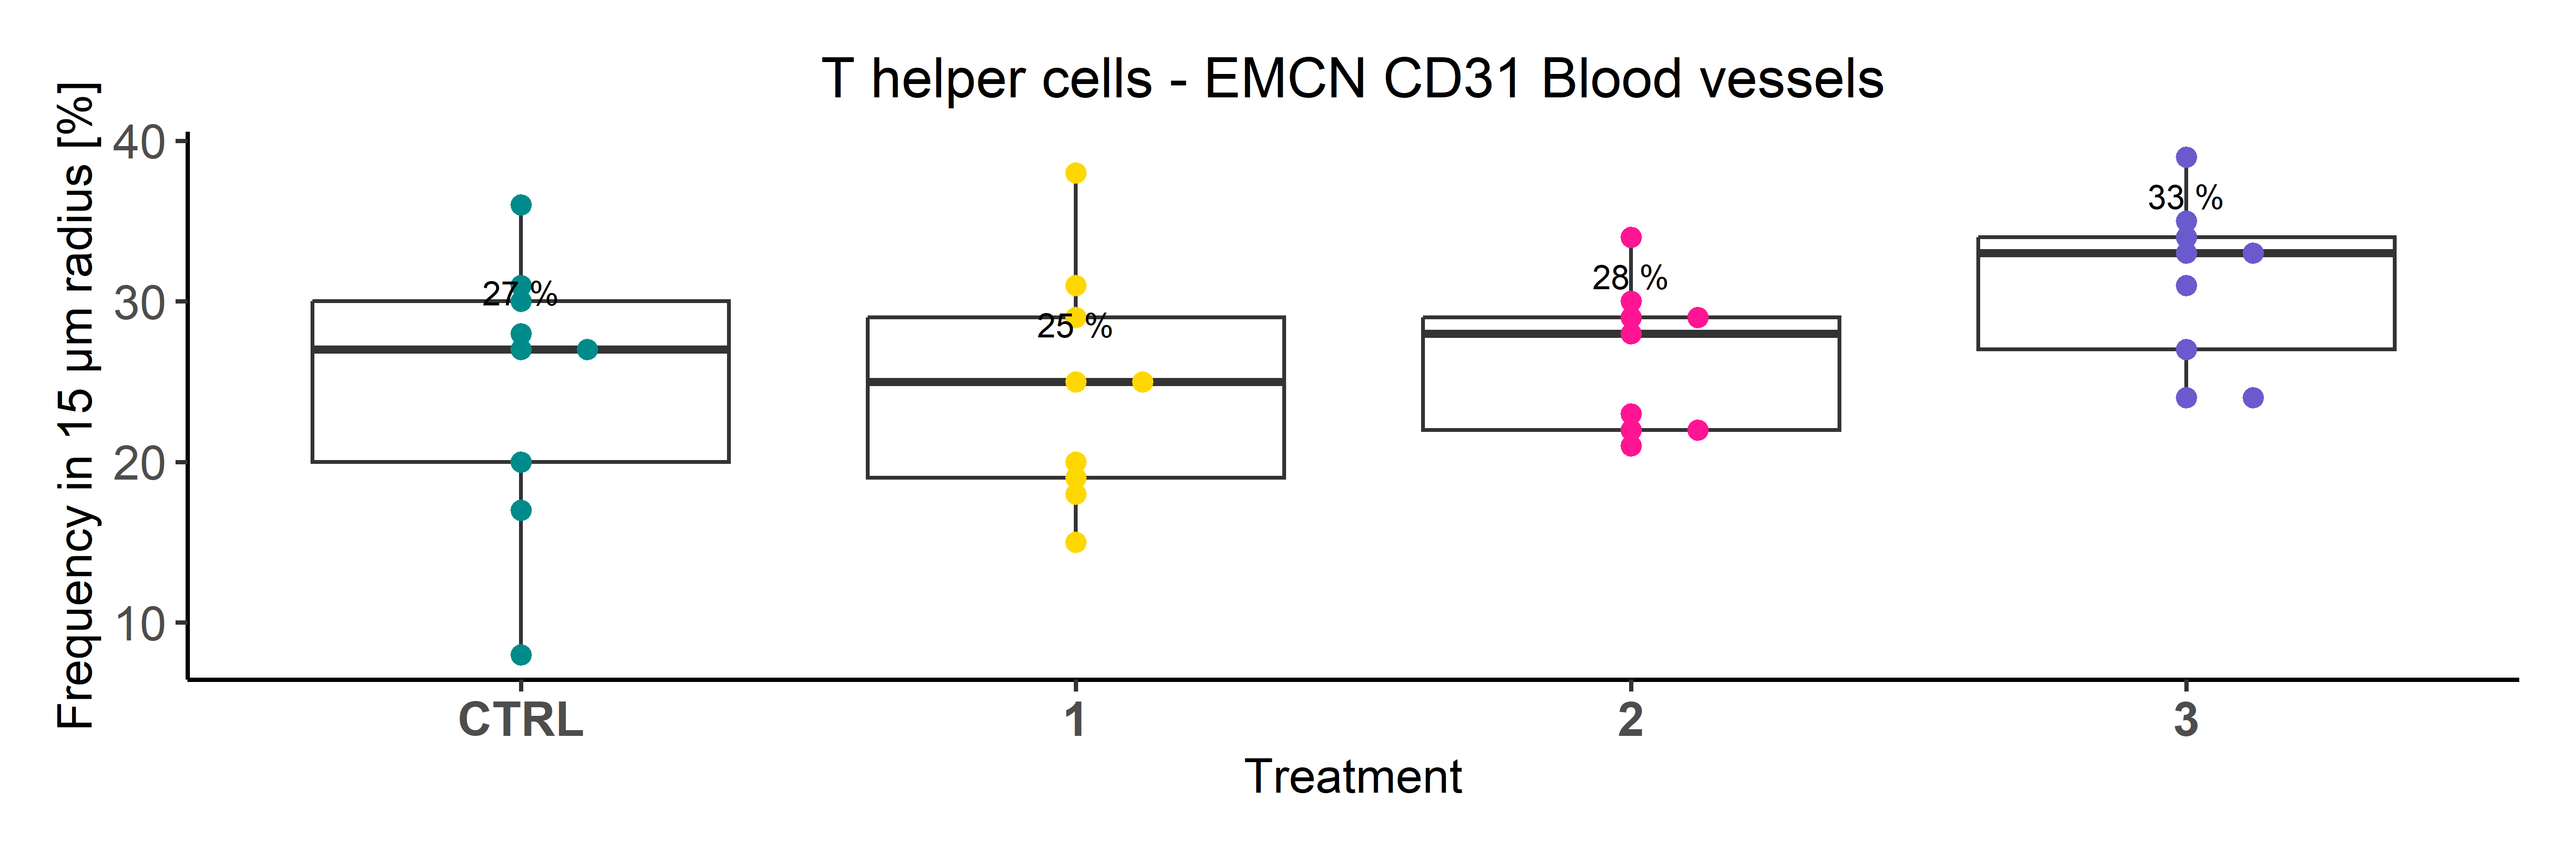 T helper cells - EMCN CD31 Blood vessels
Frequency in 15 µm radius [%]
40
30
20
10
27 %
25 %
28 %
33 %
CTRL
1
2
3
Treatment